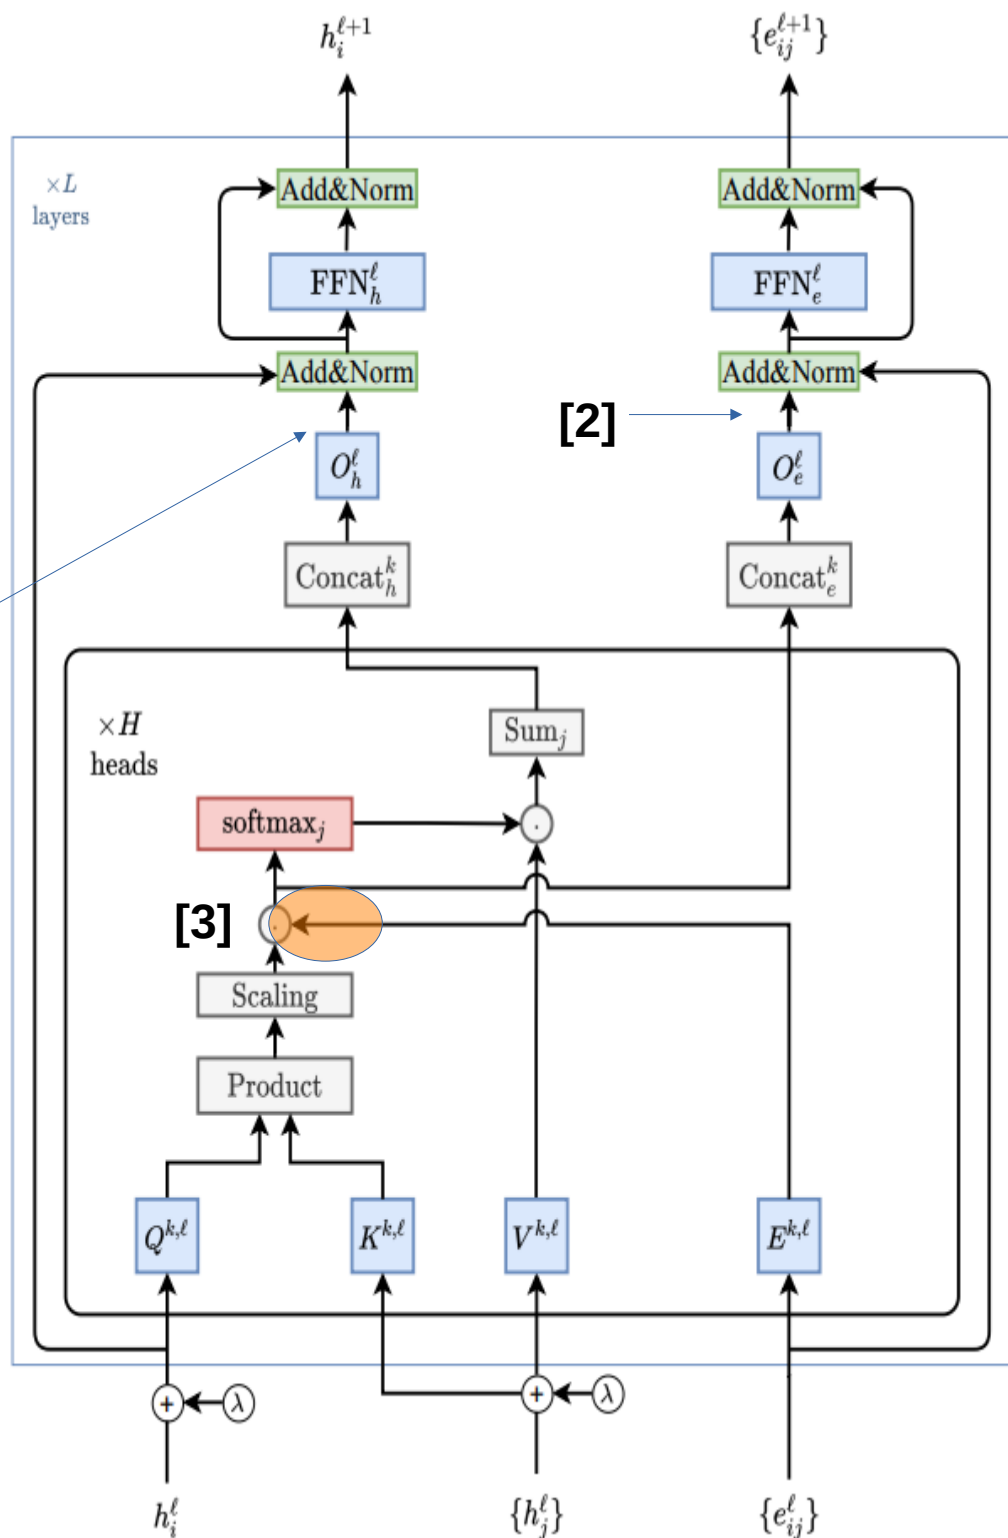 h_i^{ℓ+1} {e_{ij}^{ℓ+1}}
×L
layers
Add&Norm Add&Norm
FFN_h^ℓ FFN_e^ℓ
Add&Norm Add&Norm
[2]
O_h^ℓ O_e^ℓ
Concat_h^k Concat_e^k
×H
heads
Sum_j
softmax_j .
[3] .
Scaling
Product
Q^{k,ℓ} K^{k,ℓ} V^{k,ℓ} E^{k,ℓ}
+ λ + λ
h_i^ℓ {h_j^ℓ} {e_{ij}^ℓ}